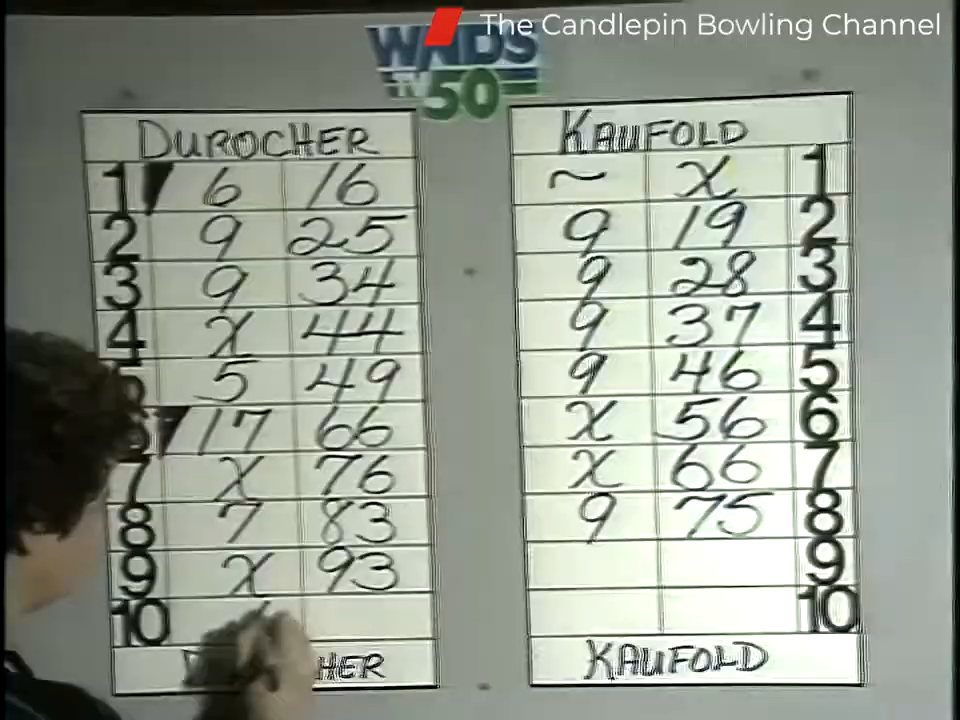 The Candlepin Bowling Channel
WNDS
TV 50
DUROCHER
1 6 16
2 9 25
3 9 34
4 X 44
5 49
17 66
7 X 76
8 7 83
9 X 93
10
HER
KAUFOLD
~ X 1
9 19 2
9 28 3
9 37 4
9 46 5
X 56 6
X 66 7
9 75 8
9
10
KAUFOLD